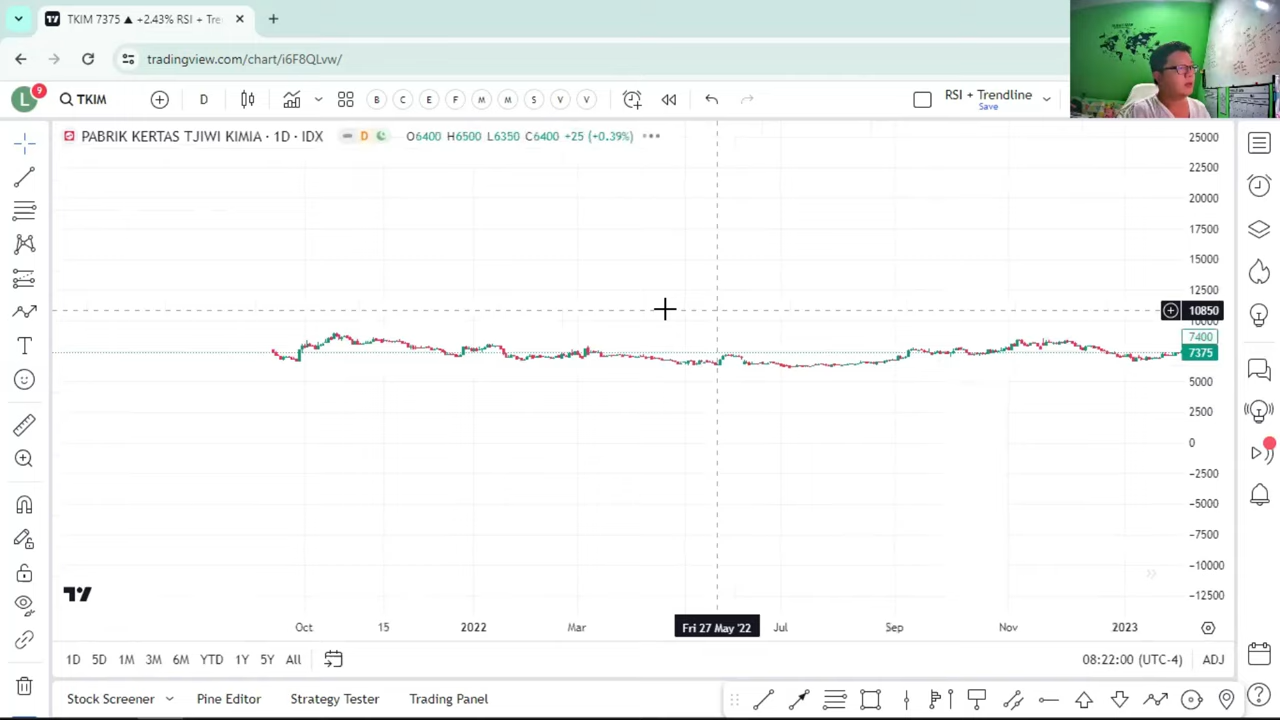 TKIM 7375 ▲ +2.43% RSI + Tre
tradingview.com/chart/i6F8QLvw/
L 9 TKIM D B C E F M M S V V RSI + Trendline
Save
PABRIK KERTAS TJIWI KIMIA · 1D · IDX D O6400 H6500 L6350 C6400 +25 (+0.39%)
25000
22500
20000
17500
15000
12500
10850
10000
7400
7375
5000
2500
0
−2500
−5000
−7500
−10000
−12500
Oct 15 2022 Mar Fri 27 May '22 Jul Sep Nov 2023
1D 5D 1M 3M 6M YTD 1Y 5Y All 08:22:00 (UTC-4) ADJ
Stock Screener Pine Editor Strategy Tester Trading Panel